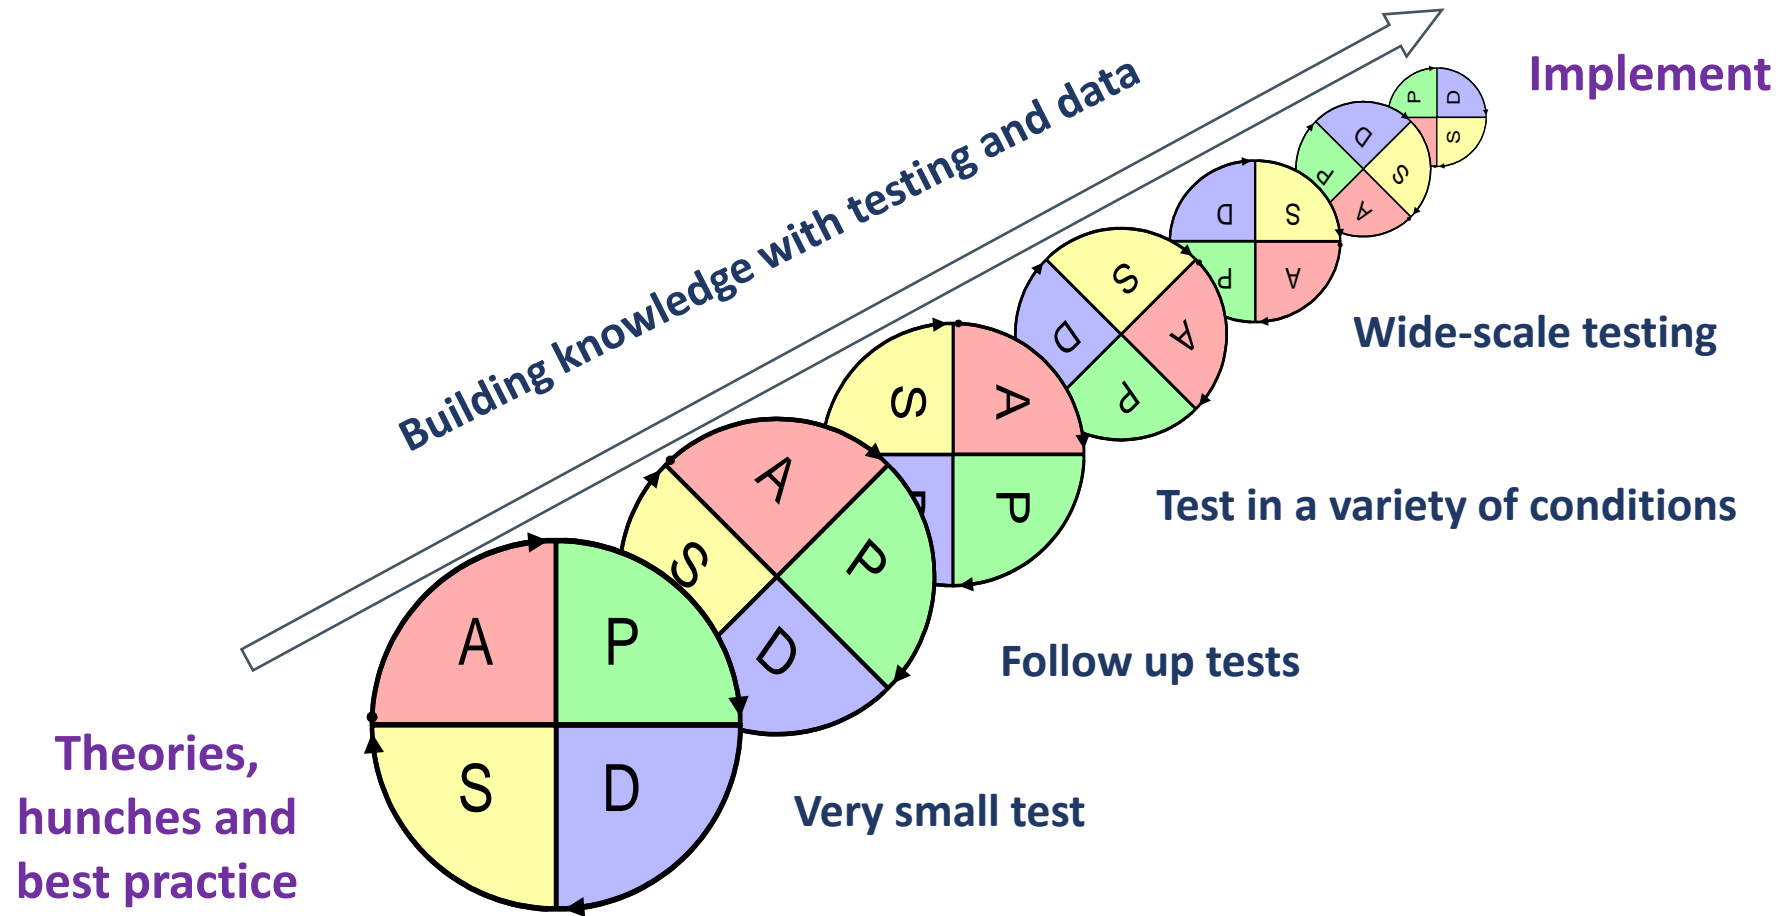 Implement
Building knowledge with testing and data
P D
S
D
P S
A
D S
P A
S
D A
P
S A
P
A
S P
D
A P
S D
Wide-scale testing
Test in a variety of conditions
Follow up tests
Very small test
Theories,
hunches and
best practice